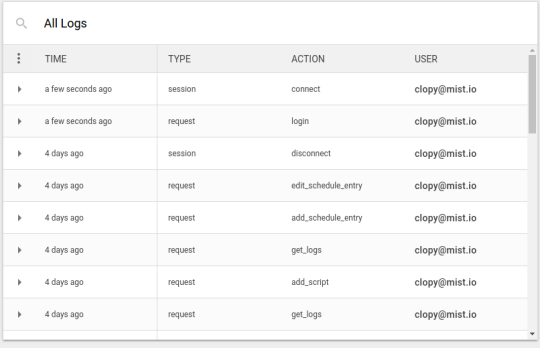 All Logs
TIME TYPE ACTION USER
a few seconds ago session connect clopy@mist.io
a few seconds ago request login clopy@mist.io
4 days ago session disconnect clopy@mist.io
4 days ago request edit_schedule_entry clopy@mist.io
4 days ago request add_schedule_entry clopy@mist.io
4 days ago request get_logs clopy@mist.io
4 days ago request add_script clopy@mist.io
4 days ago request get_logs clopy@mist.io